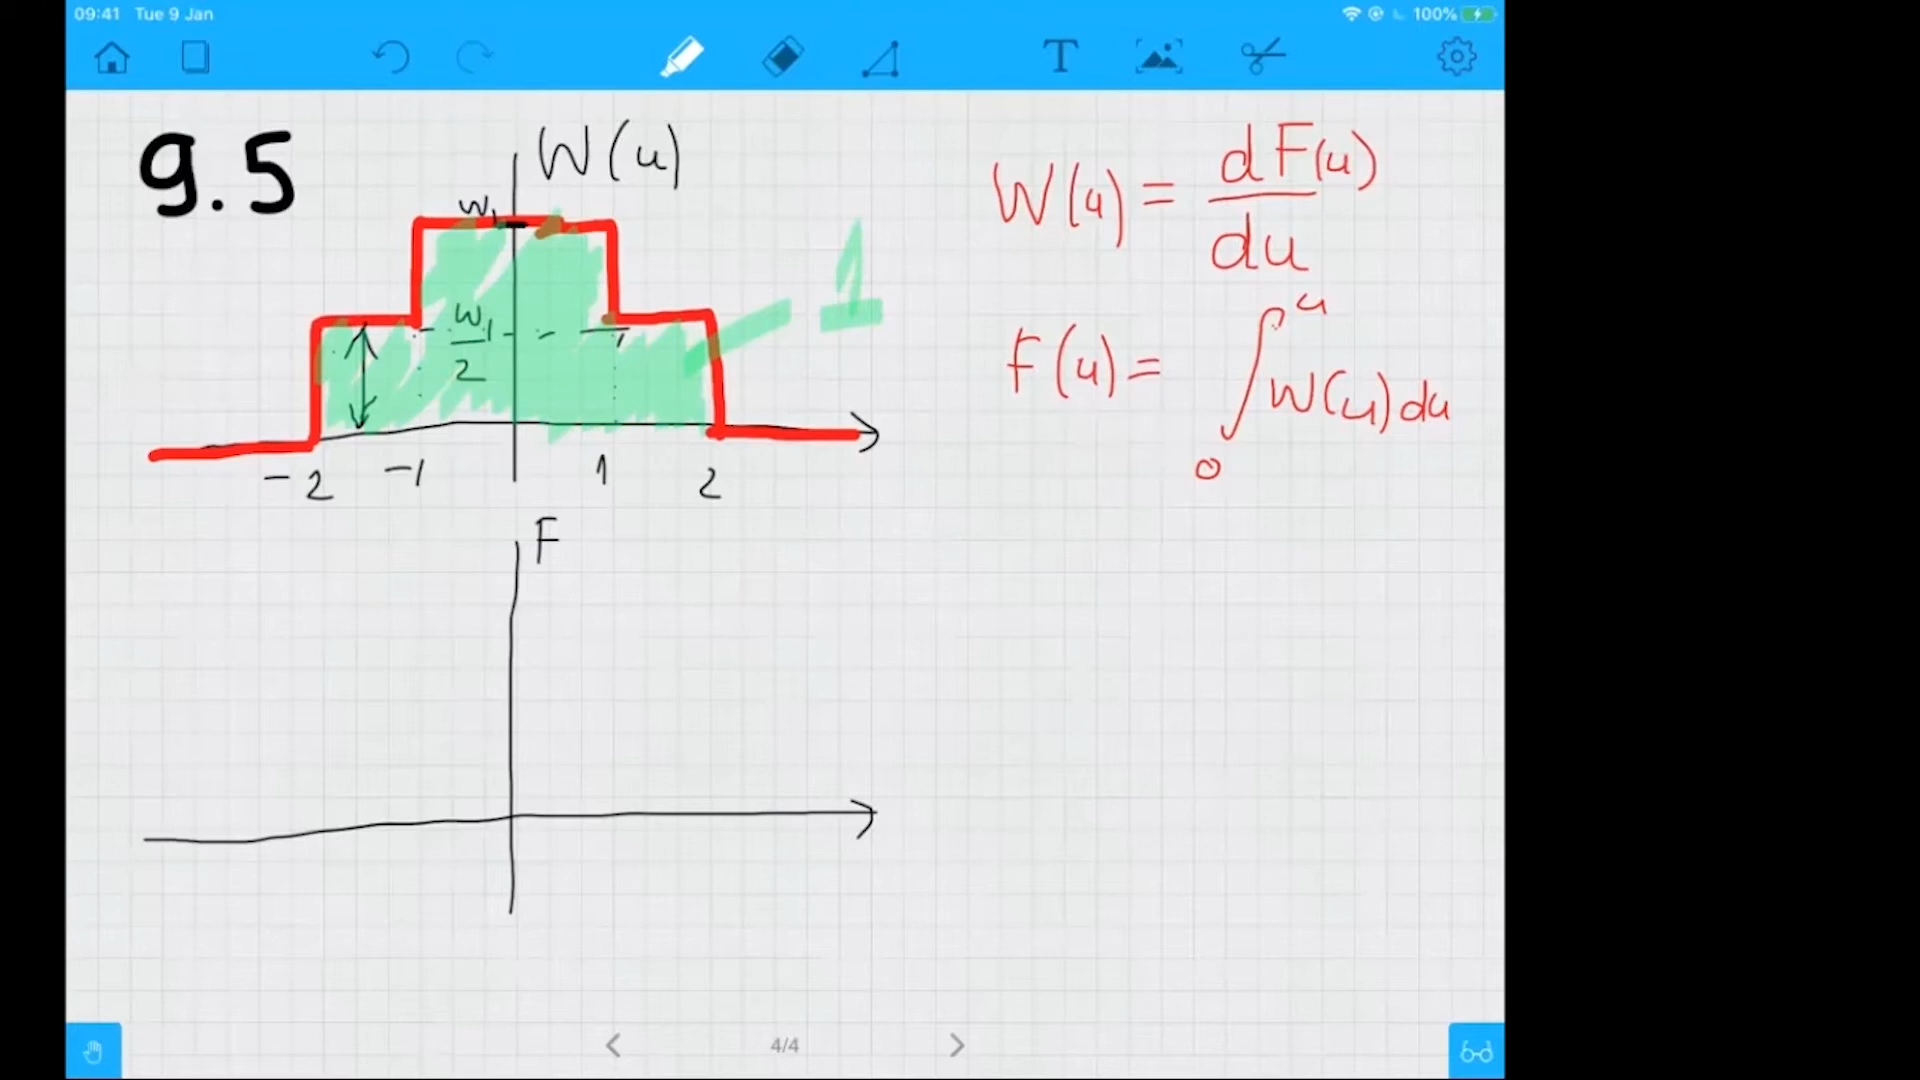 09:41 Tue 9 Jan
100%
T
9.5
W(u)
W1
W1/2
1
-2 -1 1 2
F
W(u) = dF(u)/du
F(u) = ∫0u W(u)du
4/4